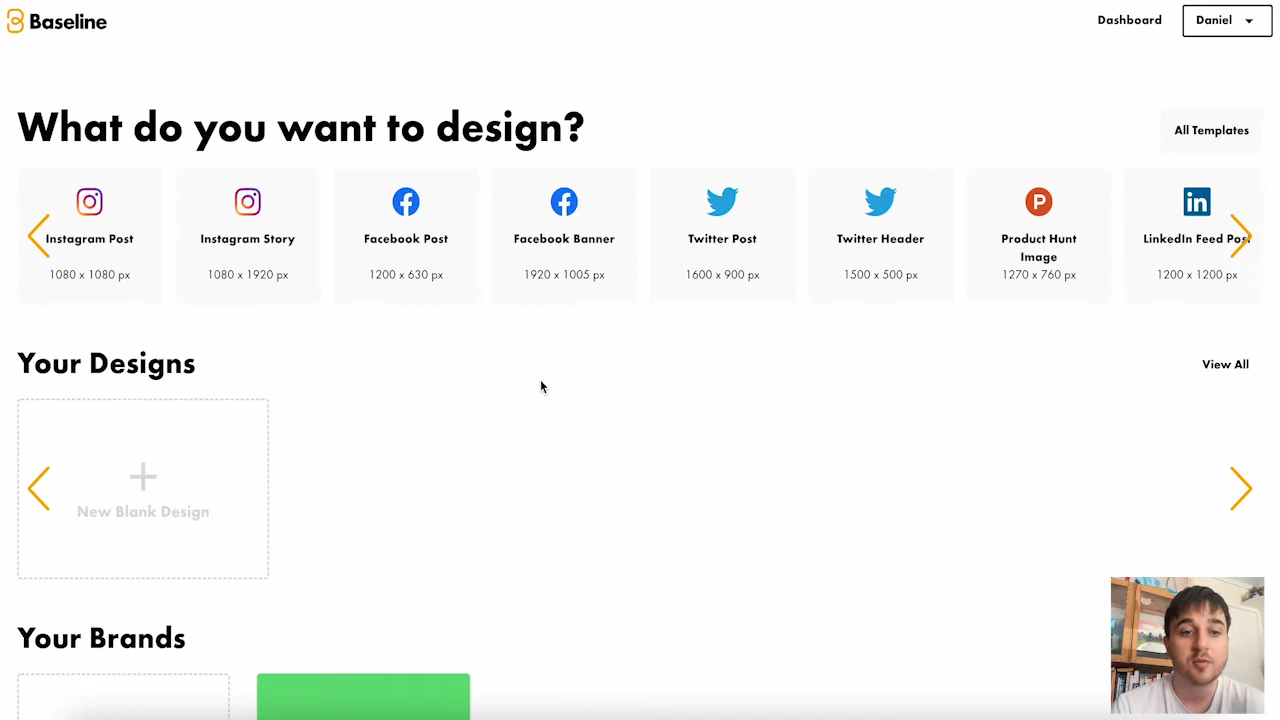 Baseline
Dashboard
Daniel
What do you want to design?
All Templates
Instagram Post
1080 x 1080 px
Instagram Story
1080 x 1920 px
Facebook Post
1200 x 630 px
Facebook Banner
1920 x 1005 px
Twitter Post
1600 x 900 px
Twitter Header
1500 x 500 px
Product Hunt
Image
1270 x 760 px
LinkedIn Feed Post
1200 x 1200 px
Your Designs
View All
New Blank Design
Your Brands